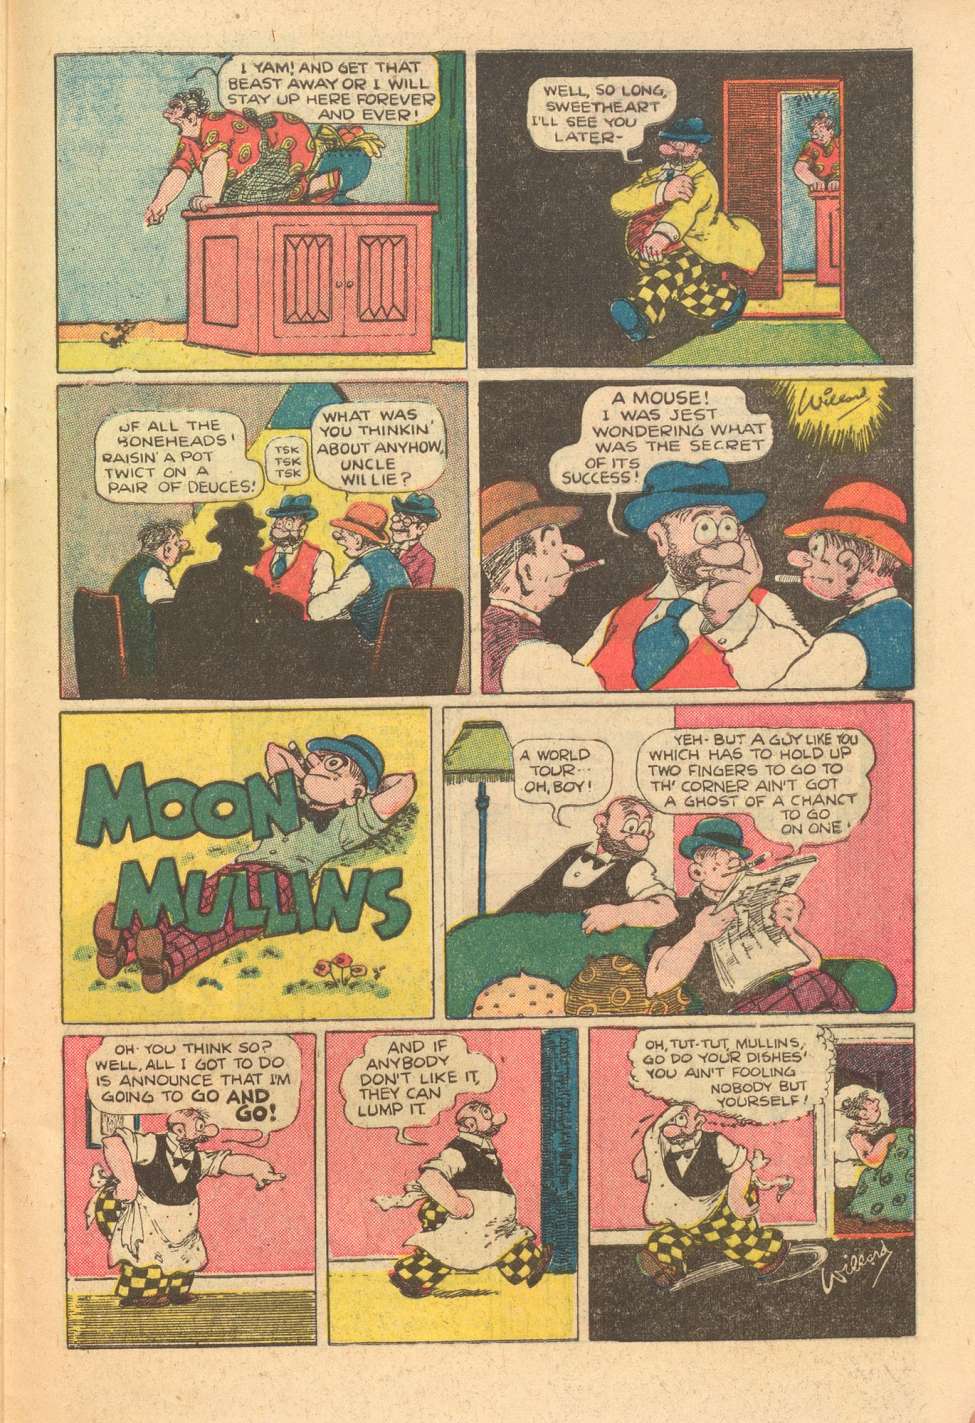 I YAM! AND GET THAT
BEAST AWAY OR I WILL
STAY UP HERE FOREVER
AND EVER!
WELL, SO LONG,
SWEETHEART
I'LL SEE YOU
LATER-
OF ALL THE
BONEHEADS!
RAISIN' A POT
TWICT ON A
PAIR OF DEUCES!
TSK
TSK
TSK
WHAT WAS
YOU THINKIN'
ABOUT ANYHOW,
UNCLE
WILLIE?
A MOUSE!
I WAS JEST
WONDERING WHAT
WAS THE SECRET
OF ITS
SUCCESS!
Willard
MOON
MULLINS
A WORLD
TOUR...
OH, BOY!
YEH- BUT A GUY LIKE YOU
WHICH HAS TO HOLD UP
TWO FINGERS TO GO TO
TH' CORNER AIN'T GOT
A GHOST OF A CHANCT
TO GO
ON ONE!
OH- YOU THINK SO?
WELL, ALL I GOT TO DO
IS ANNOUNCE THAT I'M
GOING TO GO AND
GO!
AND IF
ANYBODY
DON'T LIKE IT,
THEY CAN
LUMP IT.
OH, TUT-TUT, MULLINS,
GO DO YOUR DISHES!
YOU AIN'T FOOLING
NOBODY BUT
YOURSELF!
Willard